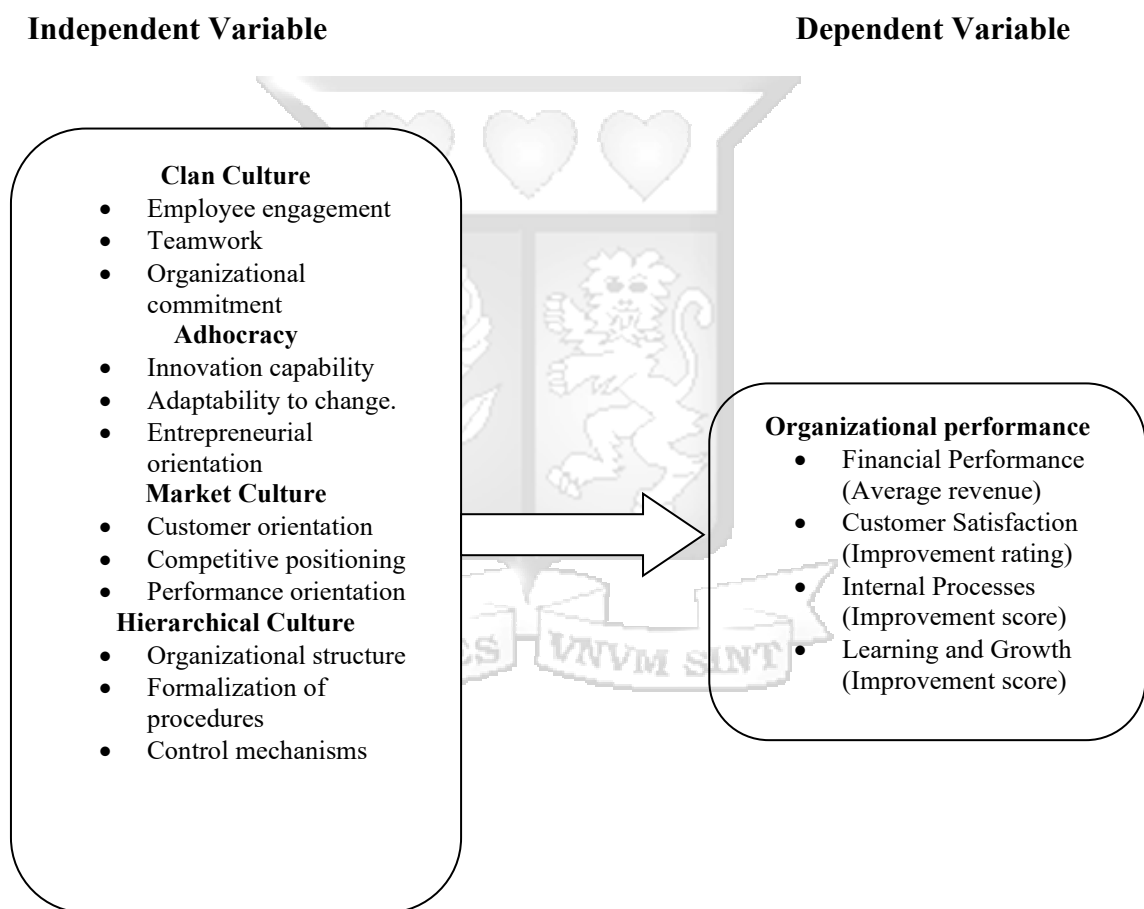 Independent Variable
Dependent Variable
Clan Culture
• Employee engagement
• Teamwork
• Organizational
commitment
Adhocracy
• Innovation capability
• Adaptability to change.
• Entrepreneurial
orientation
Market Culture
• Customer orientation
• Competitive positioning
• Performance orientation
Hierarchical Culture
• Organizational structure
• Formalization of
procedures
• Control mechanisms
Organizational performance
• Financial Performance
(Average revenue)
• Customer Satisfaction
(Improvement rating)
• Internal Processes
(Improvement score)
• Learning and Growth
(Improvement score)
VNVM SINT